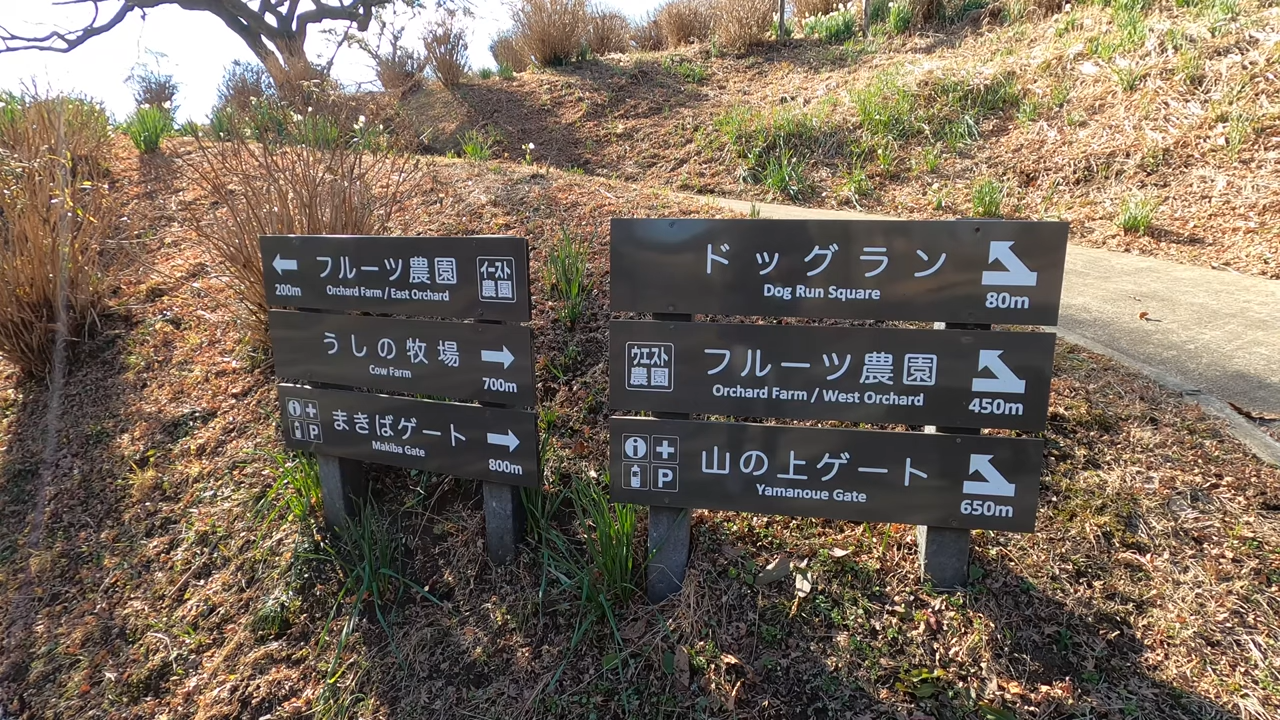 フルーツ農園
イースト
農園
200m
Orchard Farm / East Orchard
うしの牧場
Cow Farm
700m
まきばゲート
Makiba Gate
P
800m
ドッグラン
Dog Run Square
80m
ウエスト
農園
フルーツ農園
Orchard Farm / West Orchard
450m
山の上ゲート
Yamanoue Gate
P
650m